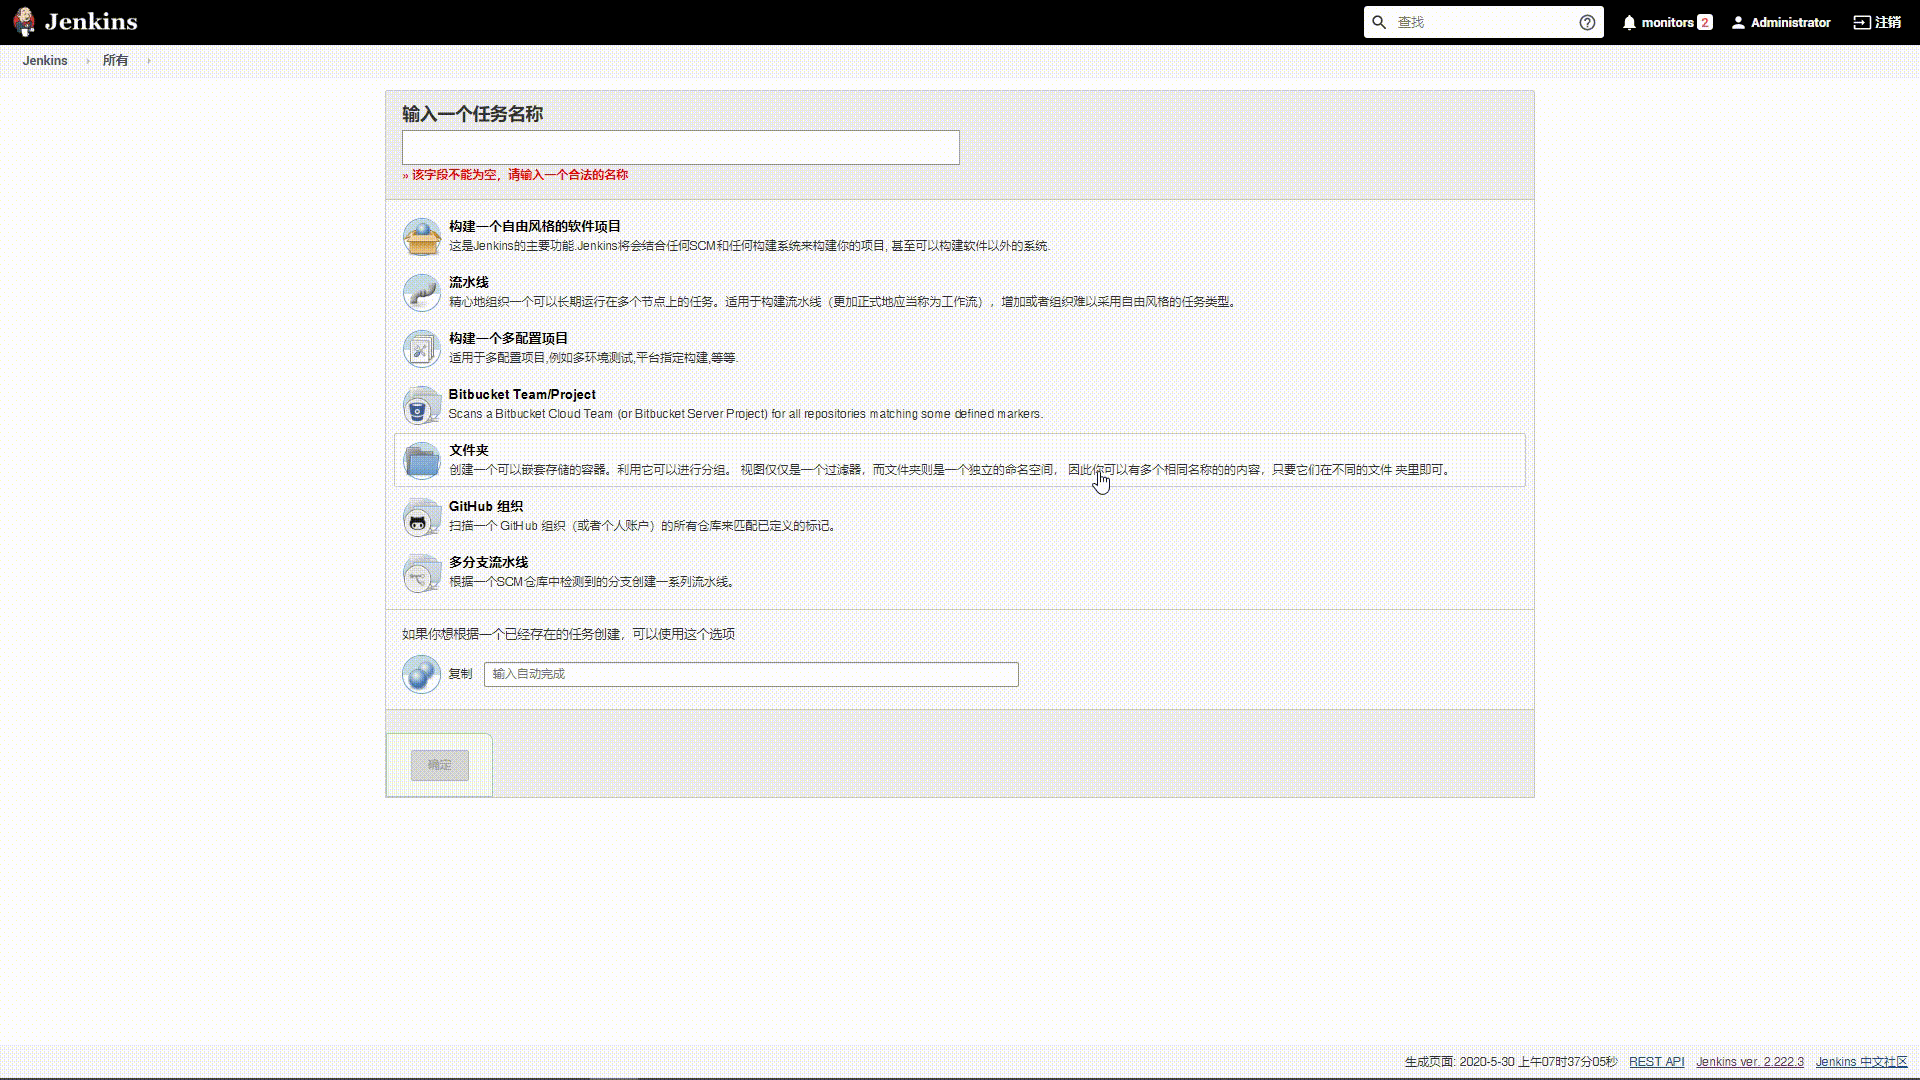 Jenkins
查找
monitors 2
Administrator
注销
Jenkins
所有
输入一个任务名称
» 该字段不能为空，请输入一个合法的名称
构建一个自由风格的软件项目
这是Jenkins的主要功能.Jenkins将会结合任何SCM和任何构建系统来构建你的项目, 甚至可以构建软件以外的系统.
流水线
精心地组织一个可以长期运行在多个节点上的任务。适用于构建流水线（更加正式地应当称为工作流），增加或者组织难以采用自由风格的任务类型。
构建一个多配置项目
适用于多配置项目,例如多环境测试,平台指定构建,等等.
Bitbucket Team/Project
Scans a Bitbucket Cloud Team (or Bitbucket Server Project) for all repositories matching some defined markers.
文件夹
创建一个可以嵌套存储的容器。利用它可以进行分组。 视图仅仅是一个过滤器，而文件夹则是一个独立的命名空间， 因此你可以有多个相同名称的的内容，只要它们在不同的文件 夹里即可。
GitHub 组织
扫描一个 GitHub 组织（或者个人账户）的所有仓库来匹配已定义的标记。
多分支流水线
根据一个SCM仓库中检测到的分支创建一系列流水线。
如果你想根据一个已经存在的任务创建，可以使用这个选项
复制
输入自动完成
确定
生成页面: 2020-5-30 上午07时37分05秒 REST API Jenkins ver. 2.222.3 Jenkins 中文社区